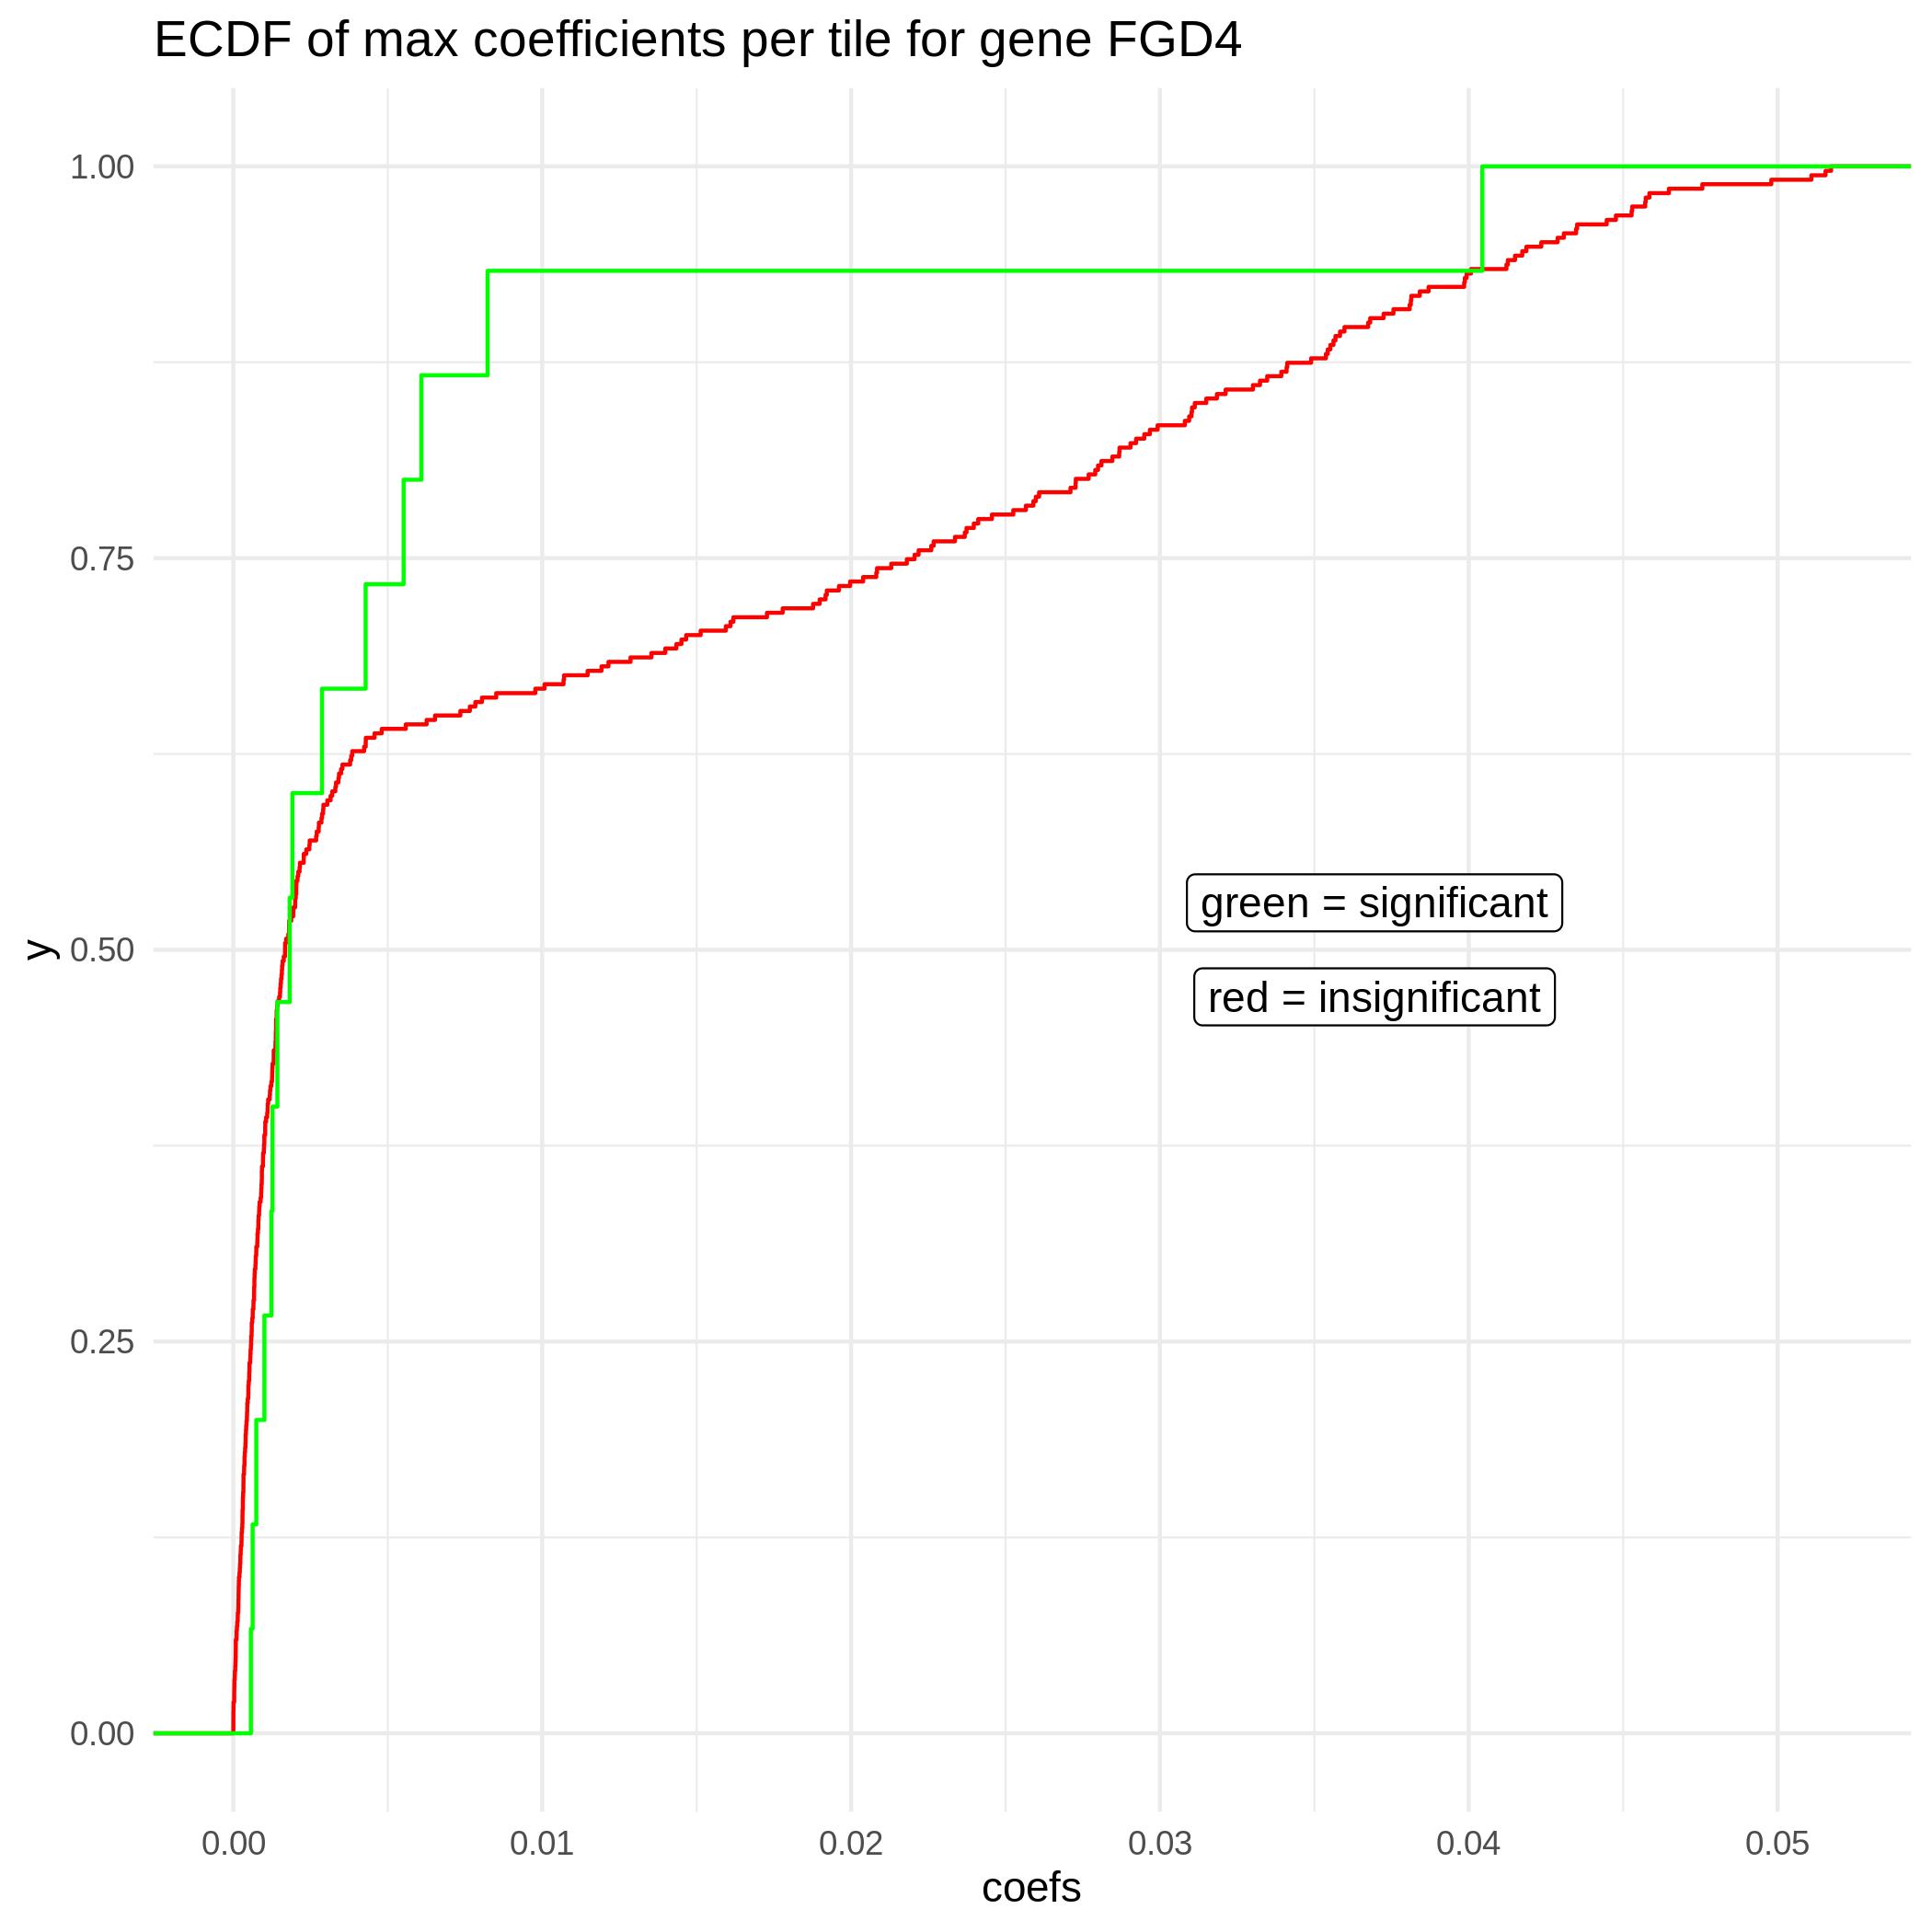 ECDF of max coefficients per tile for gene FGD4
1.00
0.75
0.50
0.25
0.00
y
green = significant
red = insignificant
0.00 0.01 0.02 0.03 0.04 0.05
coefs